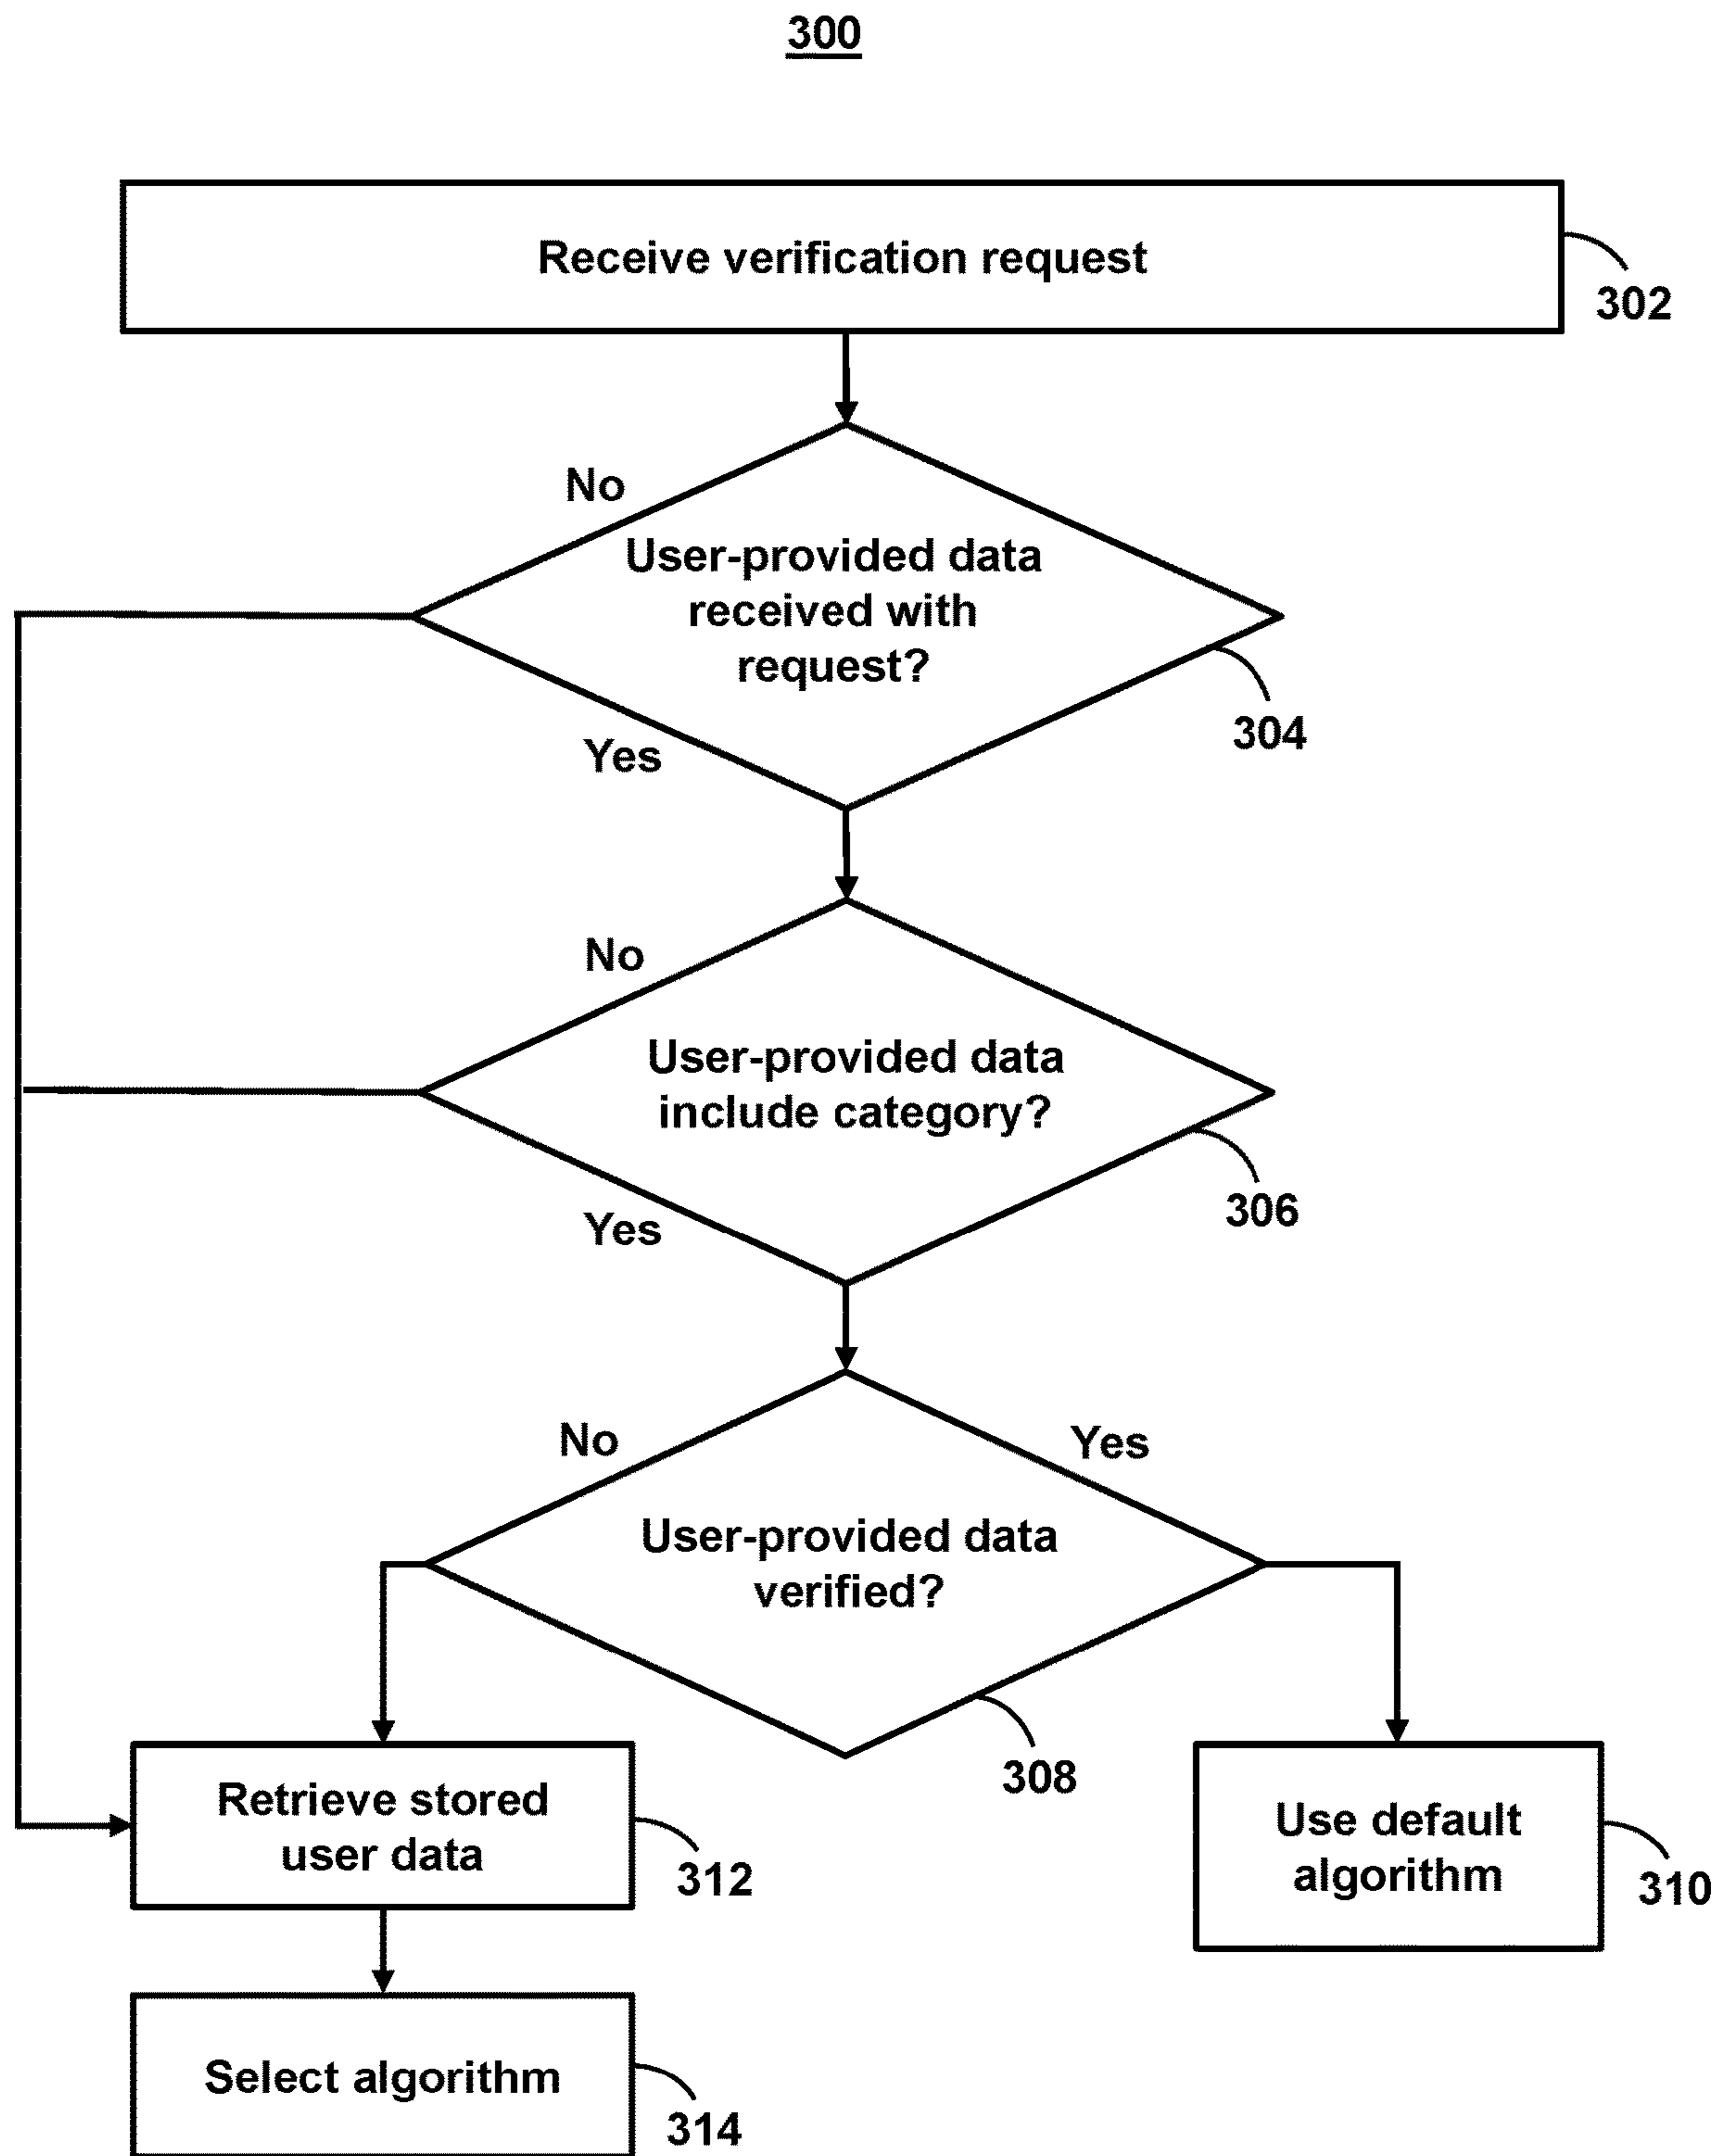 300
Receive verification request
302
No
User-provided data
received with
request?
304
Yes
No
User-provided data
include category?
306
Yes
No
Yes
User-provided data
verified?
308
Retrieve stored
user data
312
Use default
algorithm
310
Select algorithm
314